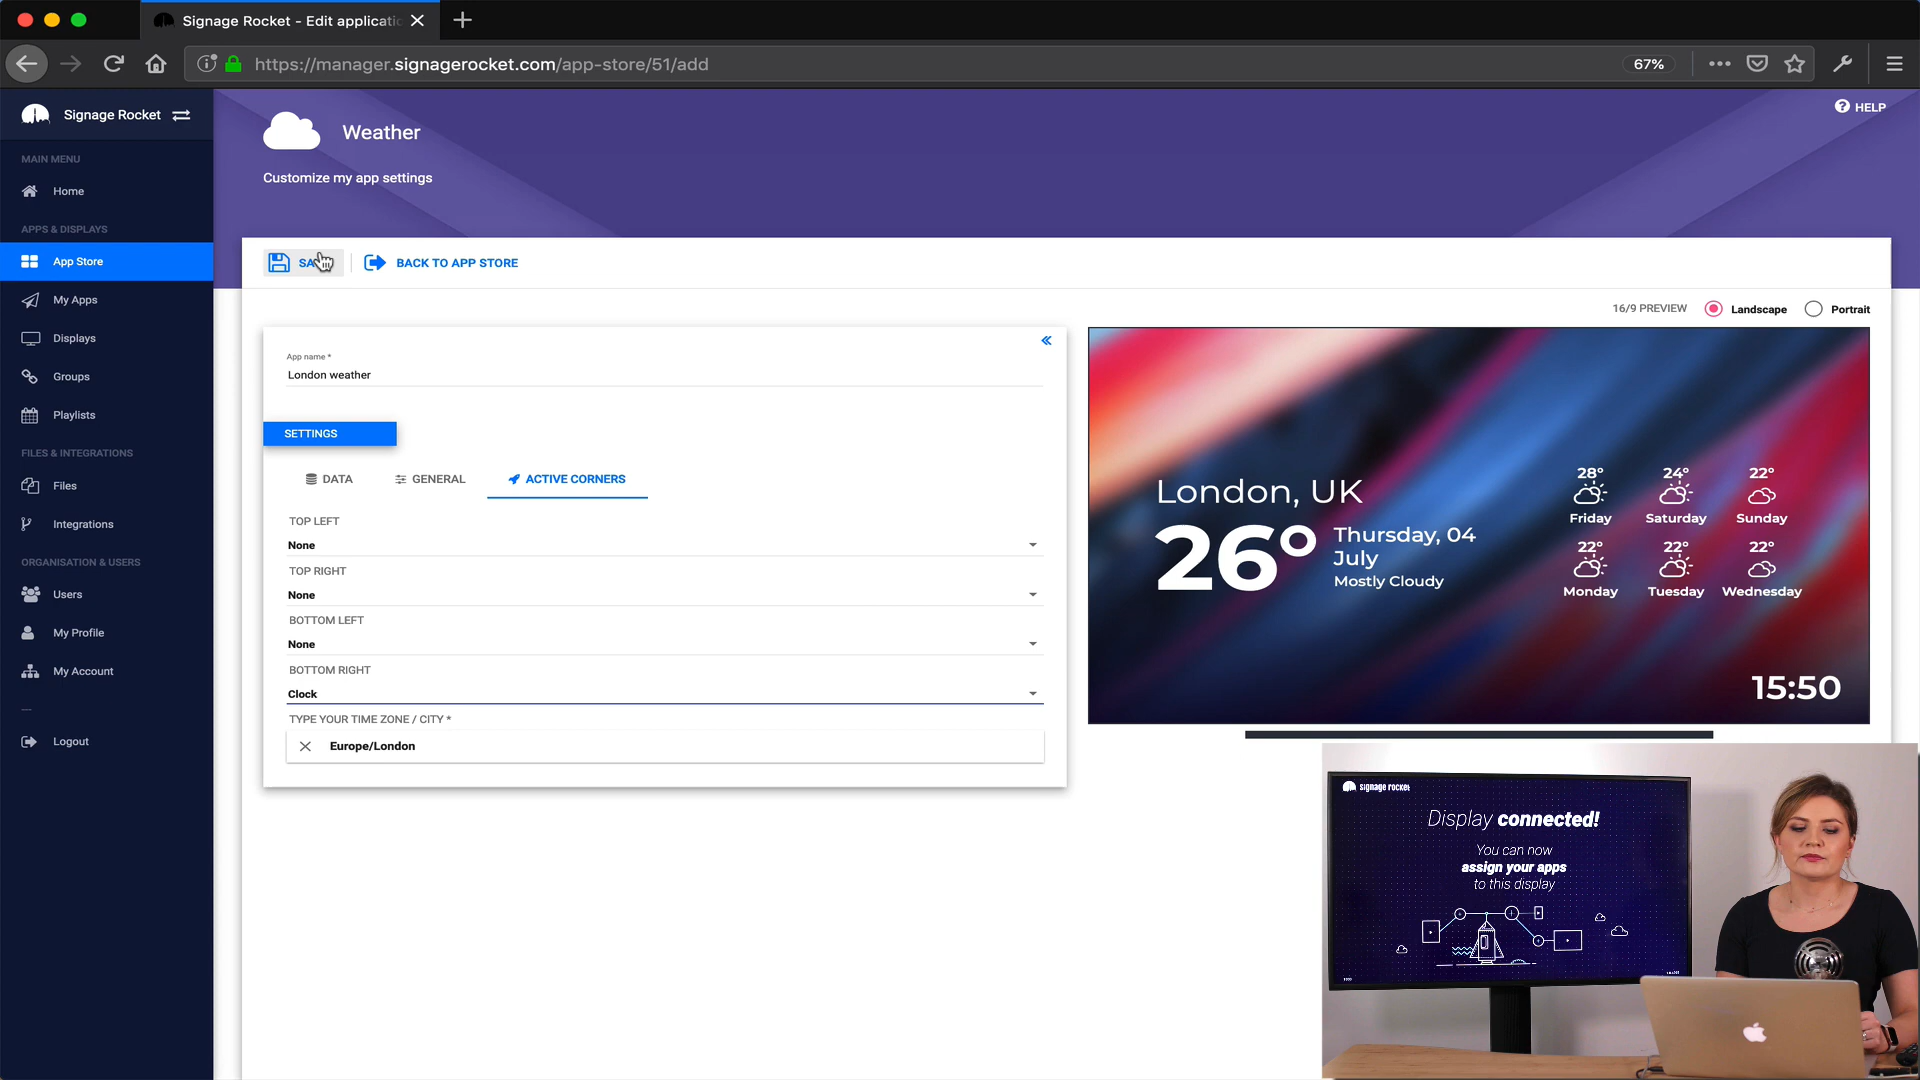 Signage Rocket - Edit applicatio
https://manager.signagerocket.com/app-store/51/add
67%
Signage Rocket
MAIN MENU
Home
APPS & DISPLAYS
App Store
My Apps
Displays
Groups
Playlists
FILES & INTEGRATIONS
Files
Integrations
ORGANISATION & USERS
Users
My Profile
My Account
---
Logout
HELP
Weather
Customize my app settings
BACK TO APP STORE
16/9 PREVIEW
Landscape
Portrait
App name *
London weather
SETTINGS
DATA
GENERAL
ACTIVE CORNERS
TOP LEFT
None
TOP RIGHT
None
BOTTOM LEFT
None
BOTTOM RIGHT
Clock
TYPE YOUR TIME ZONE / CITY *
Europe/London
London, UK
26°
Thursday, 04
July
Mostly Cloudy
28° 24° 22°
Friday Saturday Sunday
22° 22° 22°
Monday Tuesday Wednesday
15:50
signage rocket
Display connected!
You can now
assign your apps
to this display